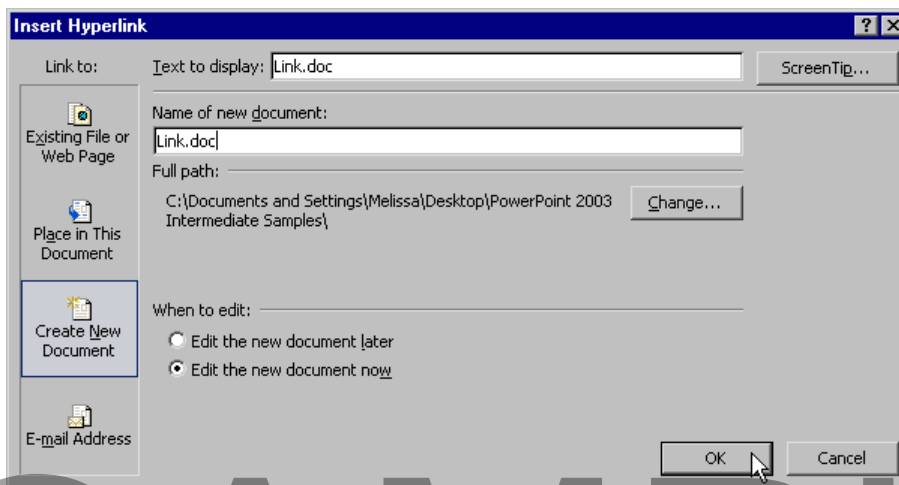 Insert Hyperlink
Link to:
Text to display: Link.doc
ScreenTip...
Existing File or
Web Page
Place in This
Document
Create New
Document
E-mail Address
Name of new document:
Link.doc
Full path:
C:\Documents and Settings\Melissa\Desktop\PowerPoint 2003
Intermediate Samples\
Change...
When to edit:
Edit the new document later
Edit the new document now
OK
Cancel